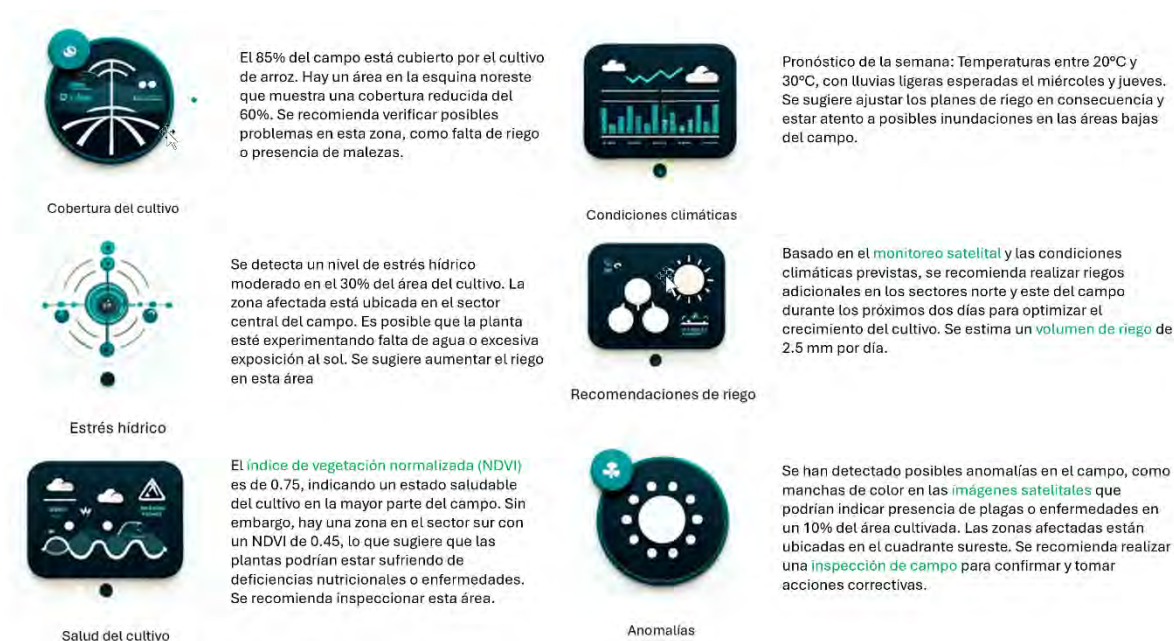 El 85% del campo está cubierto por el cultivo
de arroz. Hay un área en la esquina noreste
que muestra una cobertura reducida del
60%. Se recomienda verificar posibles
problemas en esta zona, como falta de riego
o presencia de malezas.
Cobertura del cultivo
Pronóstico de la semana: Temperaturas entre 20°C y
30°C, con lluvias ligeras esperadas el miércoles y jueves.
Se sugiere ajustar los planes de riego en consecuencia y
estar atento a posibles inundaciones en las áreas bajas
del campo.
Condiciones climáticas
Se detecta un nivel de estrés hídrico
moderado en el 30% del área del cultivo. La
zona afectada está ubicada en el sector
central del campo. Es posible que la planta
esté experimentando falta de agua o excesiva
exposición al sol. Se sugiere aumentar el riego
en esta área
Estrés hídrico
Basado en el monitoreo satelital y las condiciones
climáticas previstas, se recomienda realizar riegos
adicionales en los sectores norte y este del campo
durante los próximos dos días para optimizar el
crecimiento del cultivo. Se estima un volumen de riego de
2.5 mm por día.
Recomendaciones de riego
El índice de vegetación normalizada (NDVI)
es de 0.75, indicando un estado saludable
del cultivo en la mayor parte del campo. Sin
embargo, hay una zona en el sector sur con
un NDVI de 0.45, lo que sugiere que las
plantas podrían estar sufriendo de
deficiencias nutricionales o enfermedades.
Se recomienda inspeccionar esta área.
Salud del cultivo
Se han detectado posibles anomalías en el campo, como
manchas de color en las imágenes satelitales que
podrían indicar presencia de plagas o enfermedades en
un 10% del área cultivada. Las zonas afectadas están
ubicadas en el cuadrante sureste. Se recomienda realizar
una inspección de campo para confirmar y tomar
acciones correctivas.
Anomalías